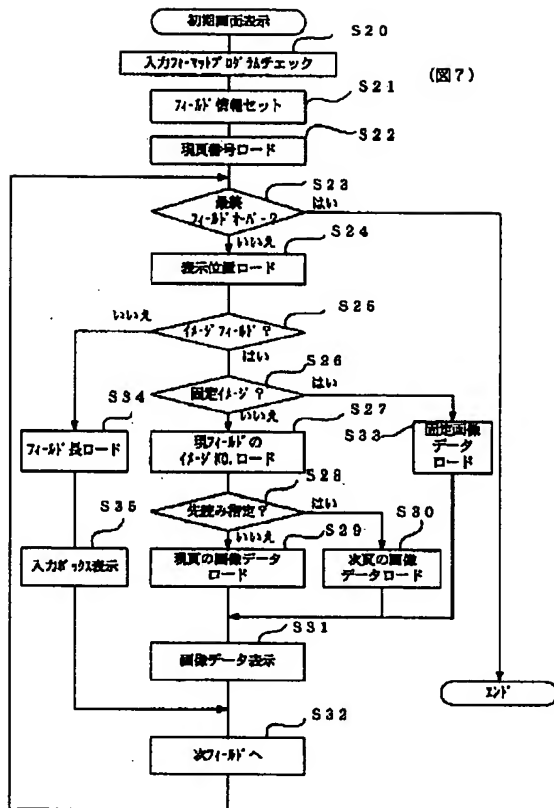 初期画面表示
S20
入力フィーマットプログラムチェック
(図7)
S21
フィールド情報セット
S22
現頁番号ロード
S23
最終
フィールドオーバー?
はい
いいえ
S24
表示位置ロード
S25
いいえ
イメージフィールド?
はい
S26
固定イメージ?
はい
いいえ
S34
S27
S33
フィールド長ロード
現フィールドの
イメージNO.ロード
固定画像
データ
ロード
S28
先読み指定?
はい
いいえ
S35
S29
S30
入力ボックス表示
現頁の画像データ
ロード
次頁の画像
データロード
S31
画像データ表示
エンド
S32
次フィールドへ